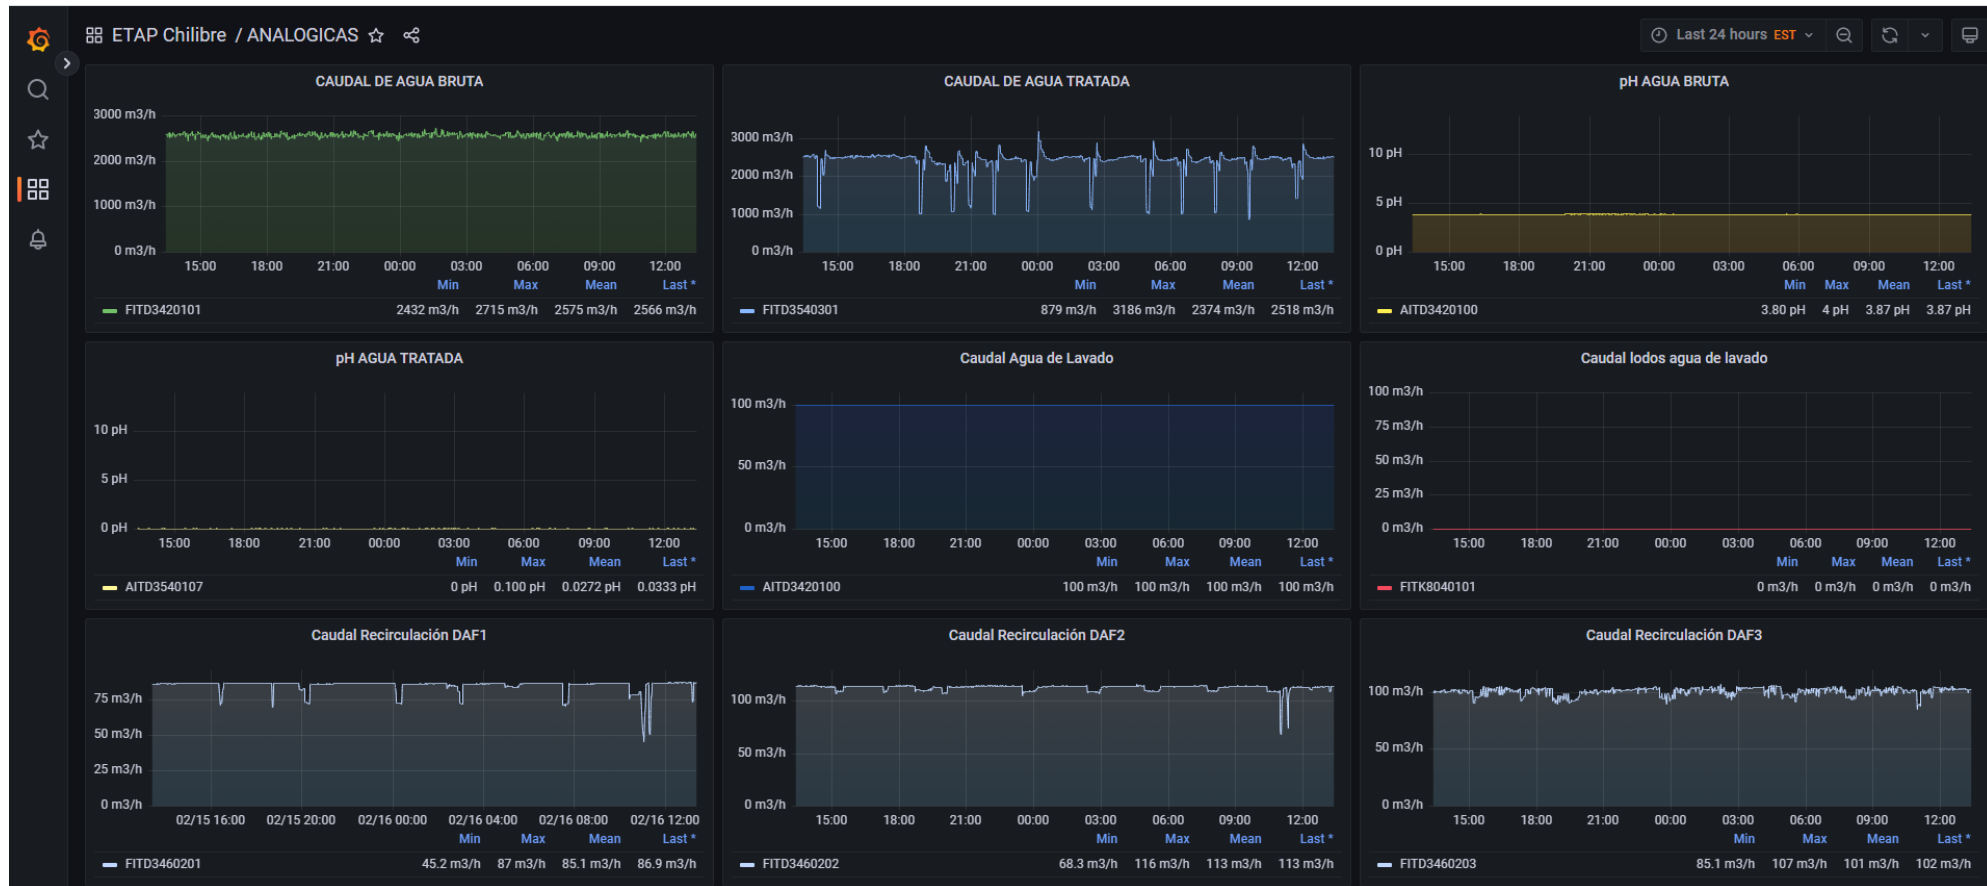 ETAP Chilibre / ANALOGICAS
Last 24 hours EST
CAUDAL DE AGUA BRUTA
3000 m3/h
2000 m3/h
1000 m3/h
0 m3/h
15:00 18:00 21:00 00:00 03:00 06:00 09:00 12:00
Min Max Mean Last *
FITD3420101 2432 m3/h 2715 m3/h 2575 m3/h 2566 m3/h
CAUDAL DE AGUA TRATADA
3000 m3/h
2000 m3/h
1000 m3/h
0 m3/h
15:00 18:00 21:00 00:00 03:00 06:00 09:00 12:00
Min Max Mean Last *
FITD3540301 879 m3/h 3186 m3/h 2374 m3/h 2518 m3/h
pH AGUA BRUTA
10 pH
5 pH
0 pH
15:00 18:00 21:00 00:00 03:00 06:00 09:00 12:00
Min Max Mean Last *
AITD3420100 3.80 pH 4 pH 3.87 pH 3.87 pH
pH AGUA TRATADA
10 pH
5 pH
0 pH
15:00 18:00 21:00 00:00 03:00 06:00 09:00 12:00
Min Max Mean Last *
AITD3540107 0 pH 0.100 pH 0.0272 pH 0.0333 pH
Caudal Agua de Lavado
100 m3/h
50 m3/h
0 m3/h
15:00 18:00 21:00 00:00 03:00 06:00 09:00 12:00
Min Max Mean Last *
AITD3420100 100 m3/h 100 m3/h 100 m3/h 100 m3/h
Caudal lodos agua de lavado
100 m3/h
75 m3/h
50 m3/h
25 m3/h
0 m3/h
15:00 18:00 21:00 00:00 03:00 06:00 09:00 12:00
Min Max Mean Last *
FITK8040101 0 m3/h 0 m3/h 0 m3/h 0 m3/h
Caudal Recirculación DAF1
75 m3/h
50 m3/h
25 m3/h
0 m3/h
02/15 16:00 02/15 20:00 02/16 00:00 02/16 04:00 02/16 08:00 02/16 12:00
Min Max Mean Last *
FITD3460201 45.2 m3/h 87 m3/h 85.1 m3/h 86.9 m3/h
Caudal Recirculación DAF2
100 m3/h
50 m3/h
0 m3/h
15:00 18:00 21:00 00:00 03:00 06:00 09:00 12:00
Min Max Mean Last *
FITD3460202 68.3 m3/h 116 m3/h 113 m3/h 113 m3/h
Caudal Recirculación DAF3
100 m3/h
50 m3/h
0 m3/h
15:00 18:00 21:00 00:00 03:00 06:00 09:00 12:00
Min Max Mean Last *
FITD3460203 85.1 m3/h 107 m3/h 101 m3/h 102 m3/h